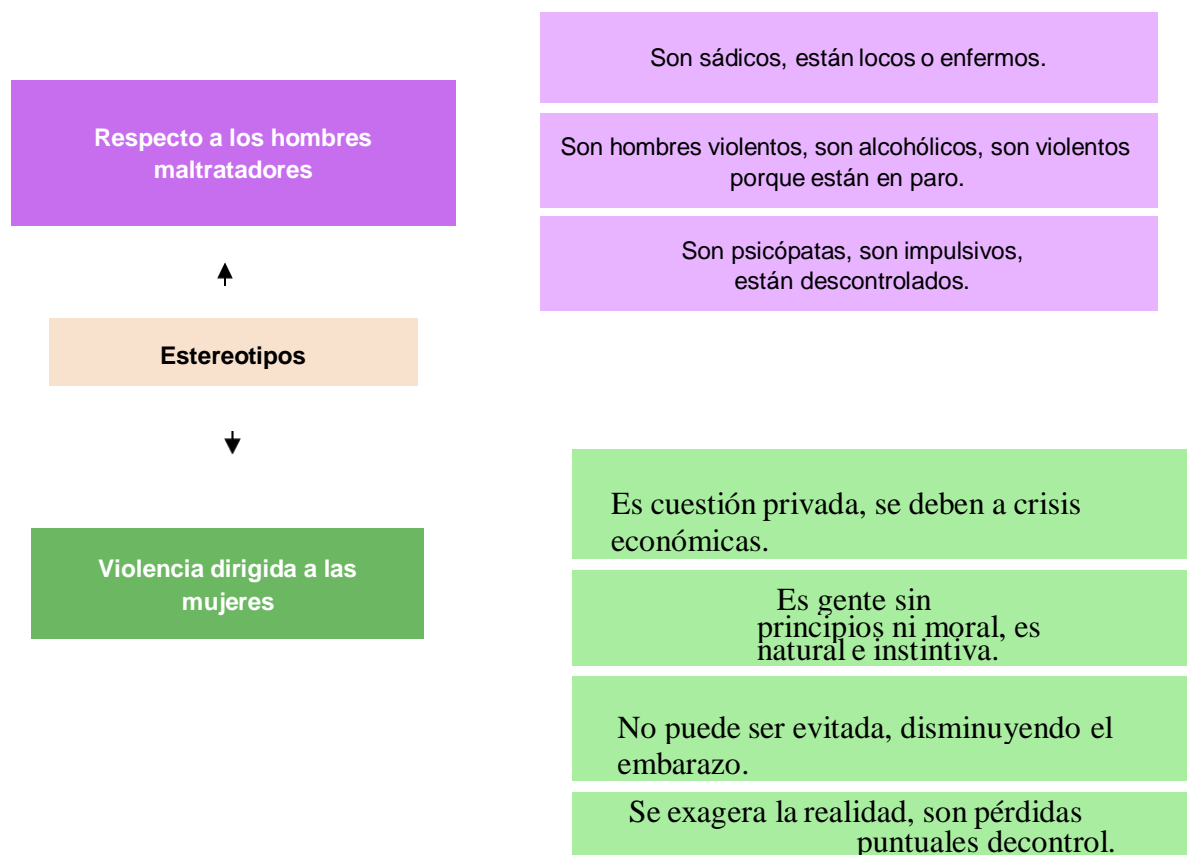 Respecto a los hombres
maltratadores
Son sádicos, están locos o enfermos.
Son hombres violentos, son alcohólicos, son violentos
porque están en paro.
Son psicópatas, son impulsivos,
están descontrolados.
Estereotipos
Violencia dirigida a las
mujeres
Es cuestión privada, se deben a crisis
económicas.
Es gente sin
principios ni moral, es
natural e instintiva.
No puede ser evitada, disminuyendo el
embarazo.
Se exagera la realidad, son pérdidas
puntuales decontrol.